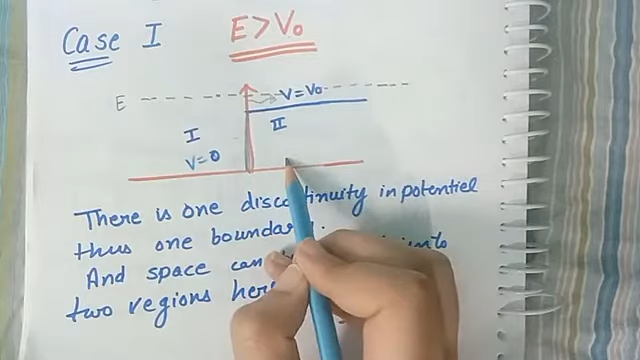 Case I E > V₀
E
V = V₀
I
II
V = 0
There is one discontinuity in potentiel
thus one boundary.
And space can
two regions here